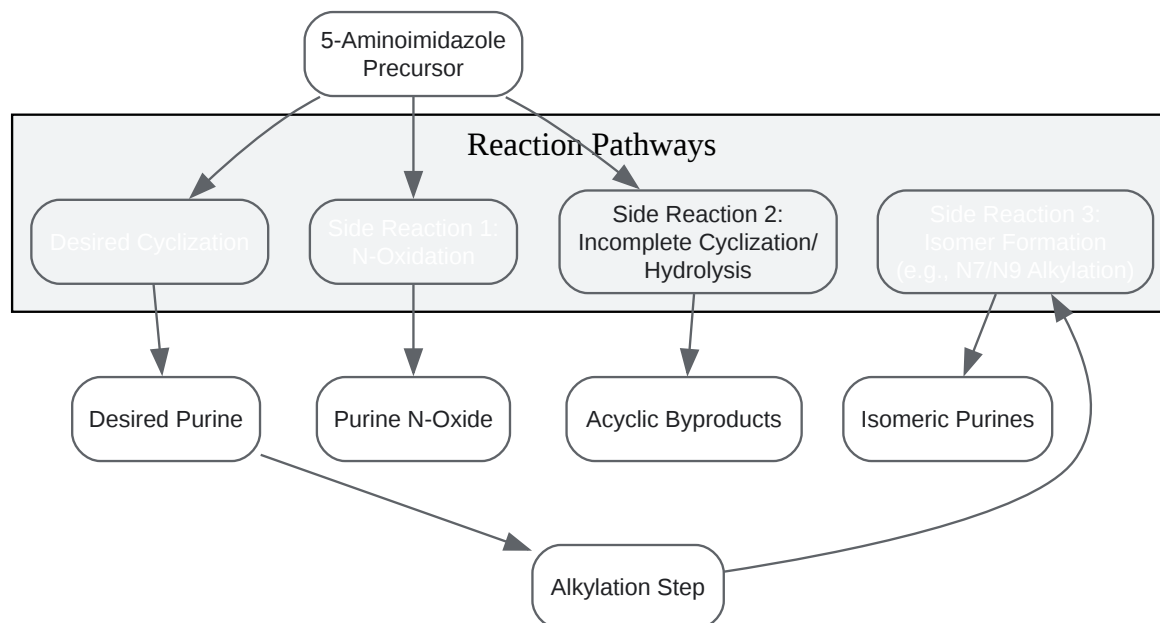 5-Aminoimidazole
Precursor
Reaction Pathways
Desired Cyclization
Side Reaction 1:
N-Oxidation
Side Reaction 2:
Incomplete Cyclization/
Hydrolysis
Side Reaction 3:
Isomer Formation
(e.g., N7/N9 Alkylation)
Desired Purine
Purine N-Oxide
Acyclic Byproducts
Isomeric Purines
Alkylation Step